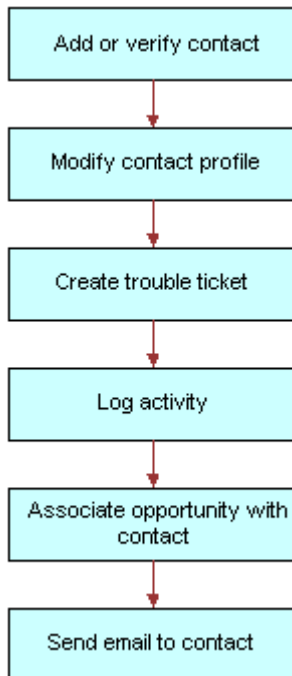 Add or verify contact
Modify contact profile
Create trouble ticket
Log activity
Associate opportunity with
contact
Send email to contact